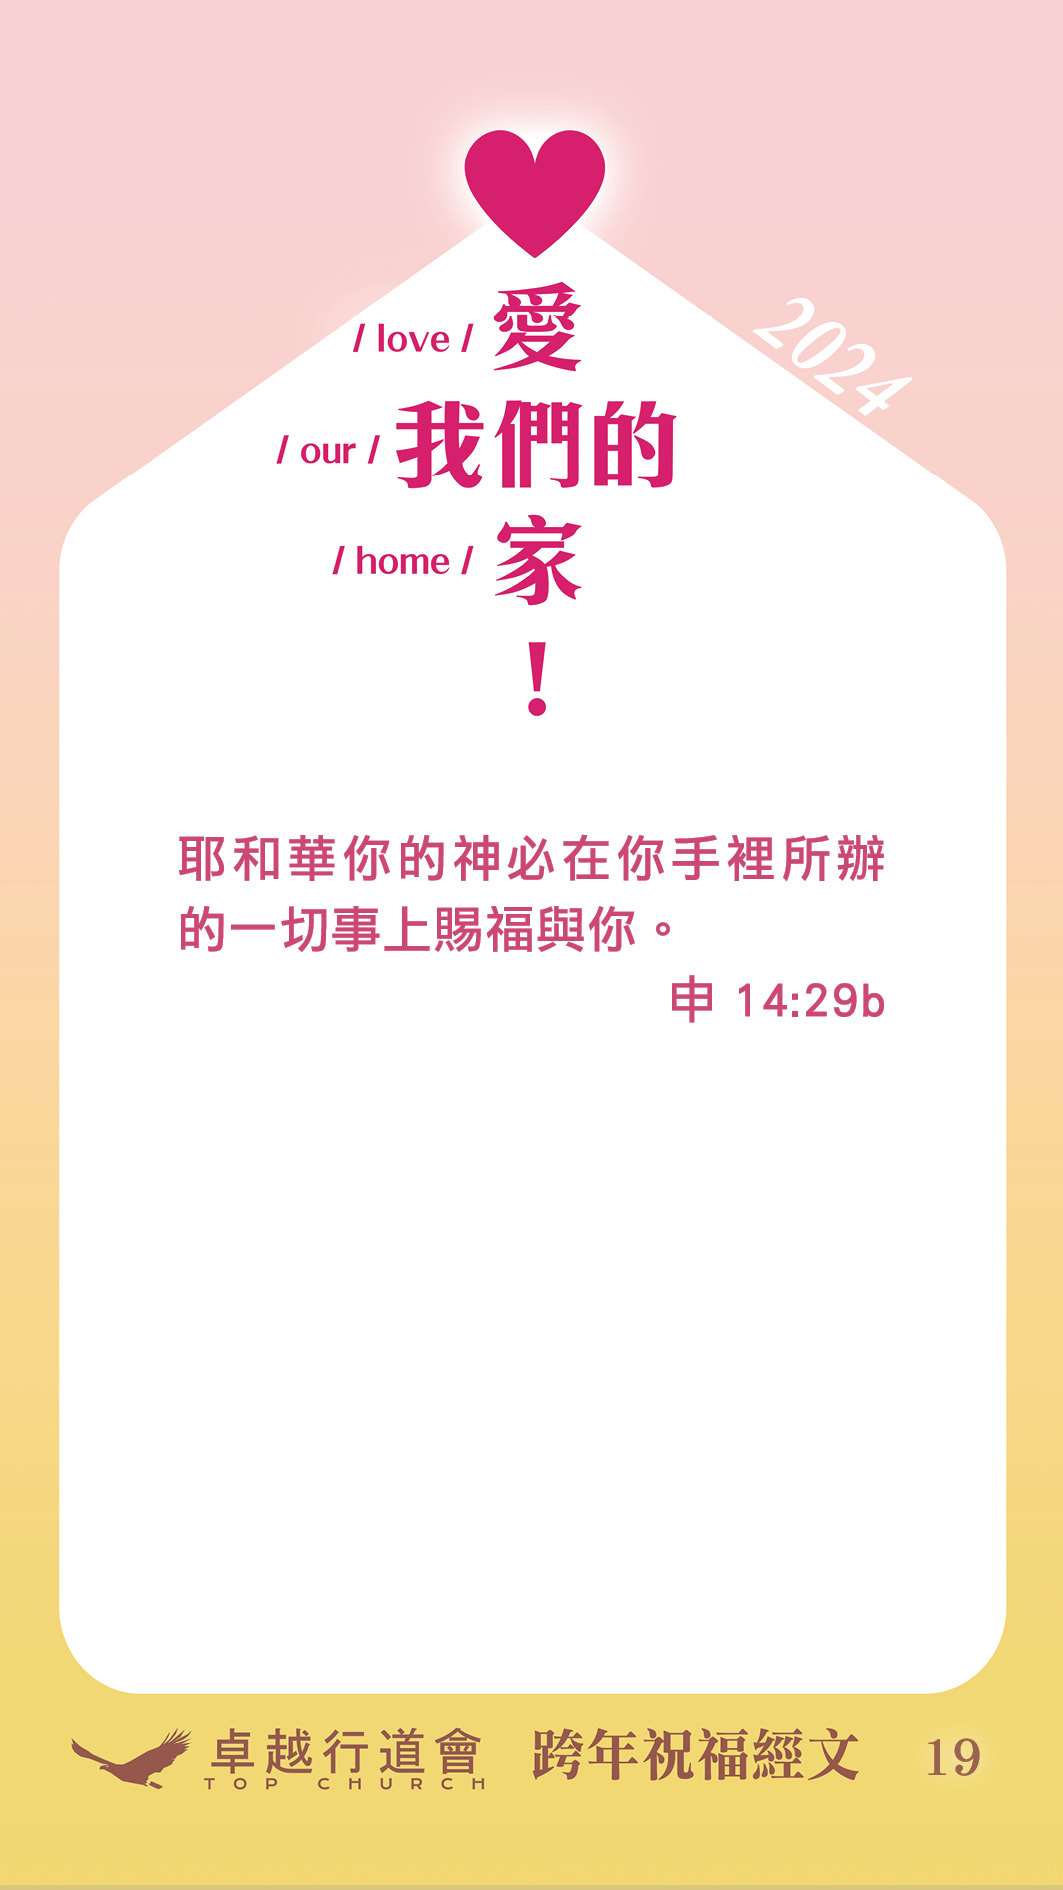 / love / 愛
2024
/ our / 我們的
/ home / 家
!
耶和華你的神必在你手裡所辦
的一切事上賜福與你。
申 14:29b
卓越行道會 跨年祝福經文 19
TOP CHURCH